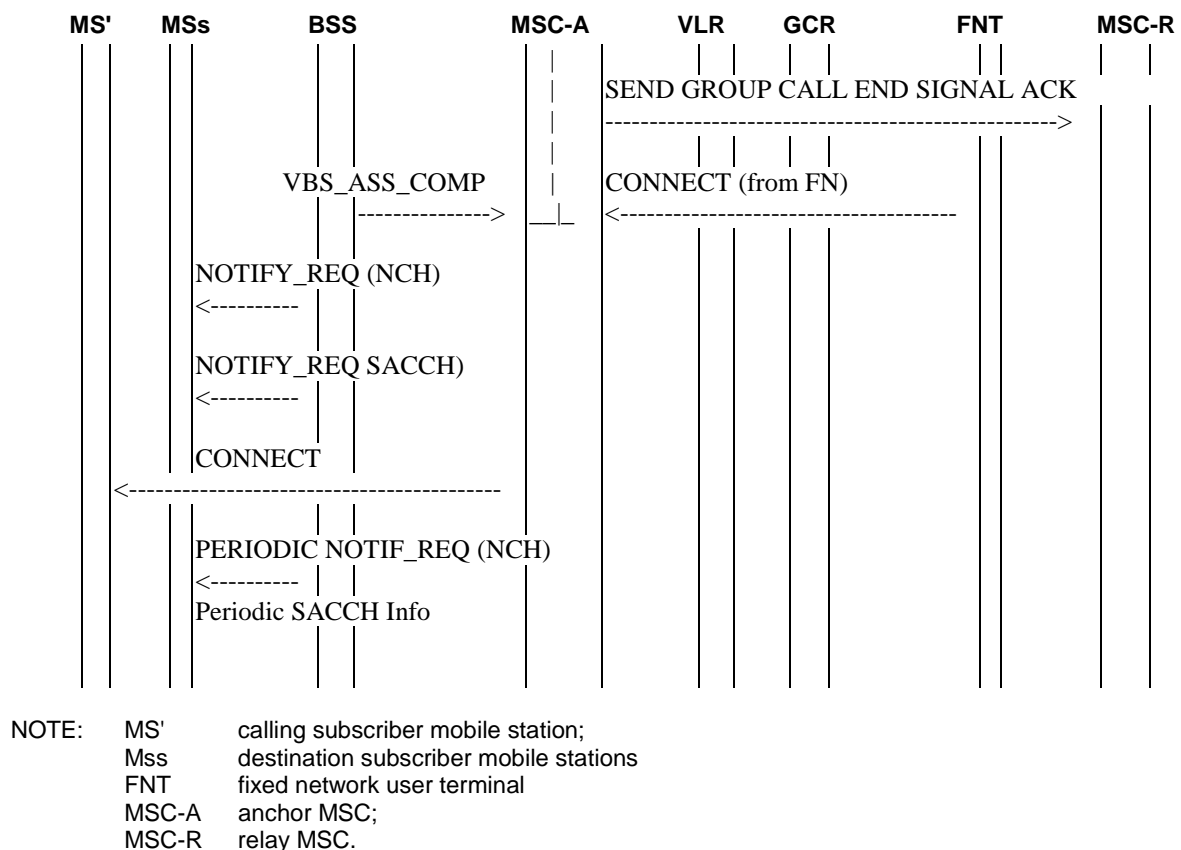 MS' MSs BSS MSC-A VLR GCR FNT MSC-R
SEND GROUP CALL END SIGNAL ACK
VBS_ASS_COMP CONNECT (from FN)
NOTIFY_REQ (NCH)
NOTIFY_REQ SACCH)
CONNECT
PERIODIC NOTIF_REQ (NCH)
Periodic SACCH Info
NOTE: MS' calling subscriber mobile station;
Mss destination subscriber mobile stations
FNT fixed network user terminal
MSC-A anchor MSC;
MSC-R relay MSC.